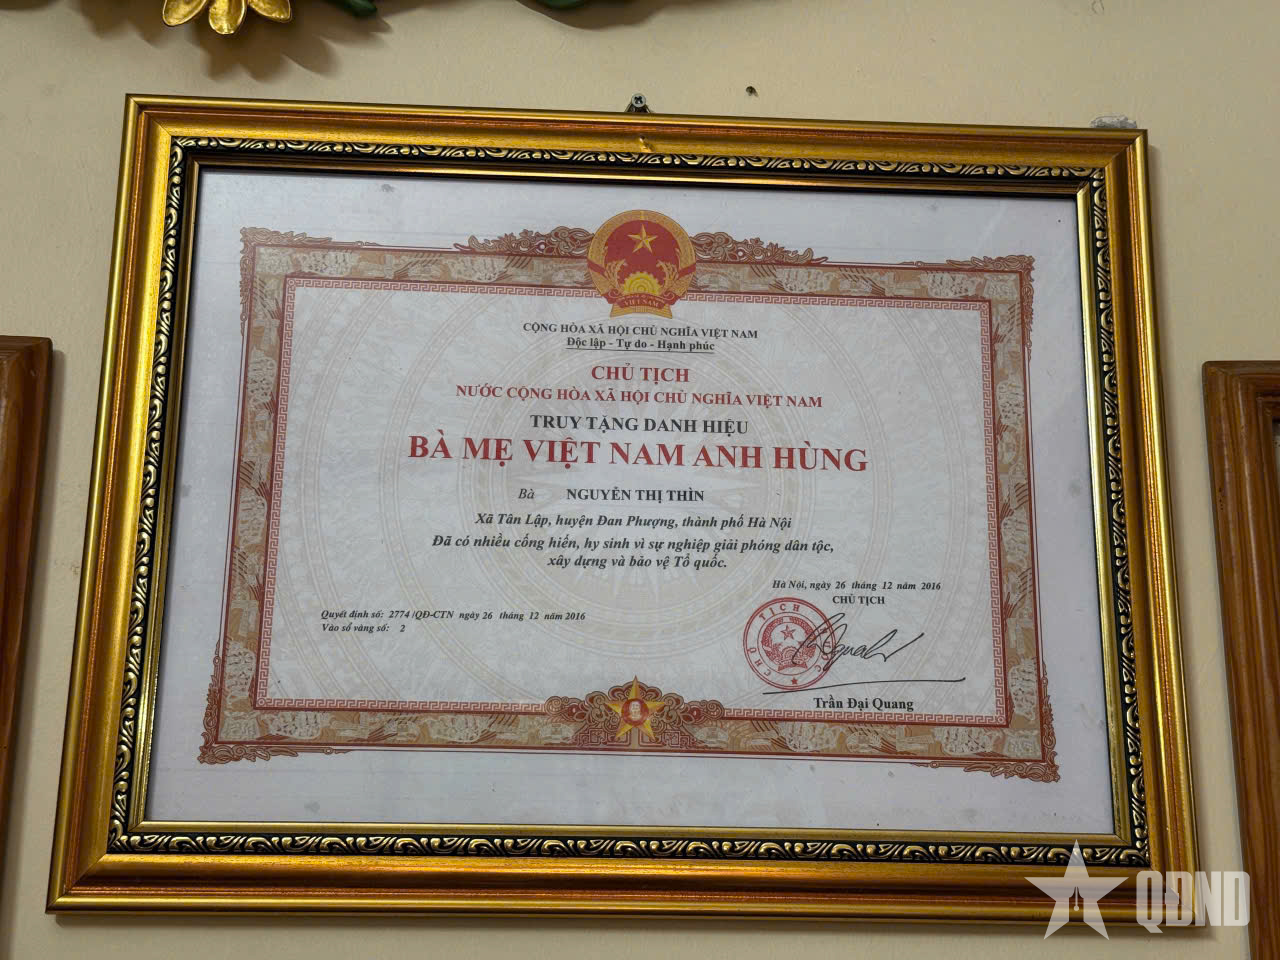 VIỆT NAM
CỘNG HÒA XÃ HỘI CHỦ NGHĨA VIỆT NAM
Độc lập - Tự do - Hạnh phúc
CHỦ TỊCH
NƯỚC CỘNG HÒA XÃ HỘI CHỦ NGHĨA VIỆT NAM
TRUY TẶNG DANH HIỆU
BÀ MẸ VIỆT NAM ANH HÙNG
Bà NGUYỄN THỊ THÌN
Xã Tân Lập, huyện Đan Phượng, thành phố Hà Nội
Đã có nhiều cống hiến, hy sinh vì sự nghiệp giải phóng dân tộc,
xây dựng và bảo vệ Tổ quốc.
Hà Nội, ngày 26 tháng 12 năm 2016
CHỦ TỊCH
Quyết định số: 2774 /QĐ-CTN ngày 26 tháng 12 năm 2016
Vào sổ vàng số: 2
CHỦ TỊCH NƯỚC
Trần Đại Quang
QĐND